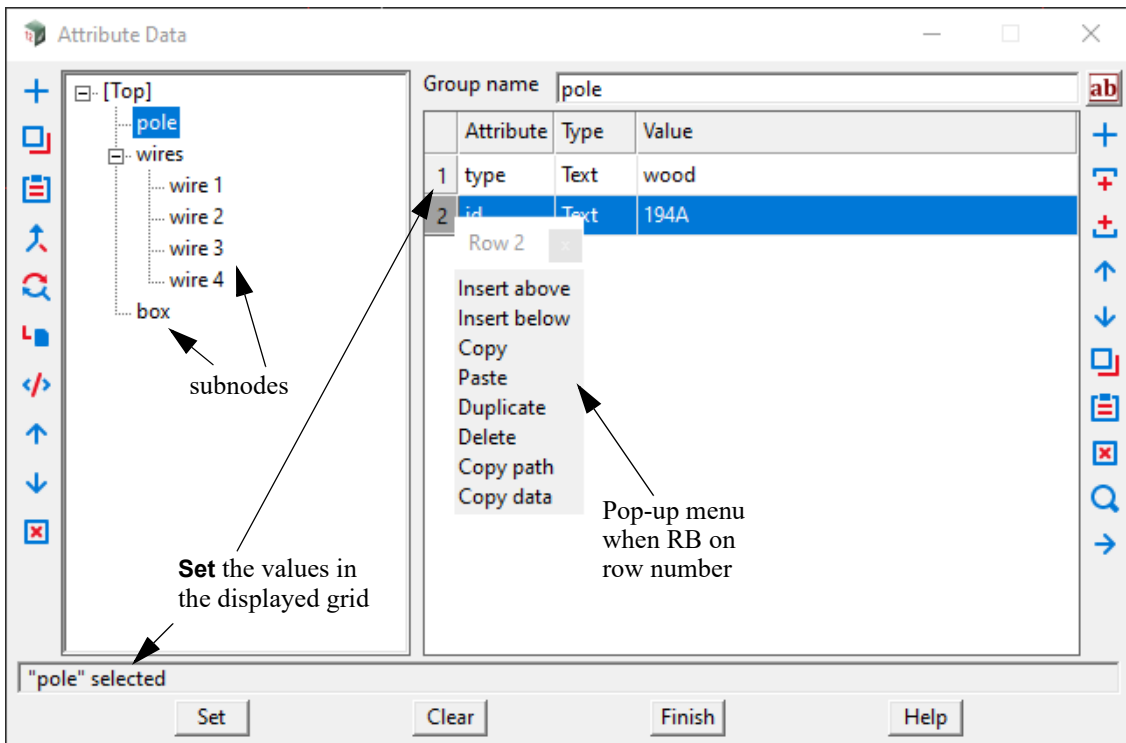 Attribute Data
[Top]
pole
wires
wire 1
wire 2
wire 3
wire 4
box
subnodes
Set the values in
the displayed grid
Group name pole
ab
Attribute Type Value
1 type Text wood
2 id Text 194A
Row 2 x
Insert above
Insert below
Copy
Paste
Duplicate
Delete
Copy path
Copy data
Pop-up menu
when RB on
row number
"pole" selected
Set Clear Finish Help